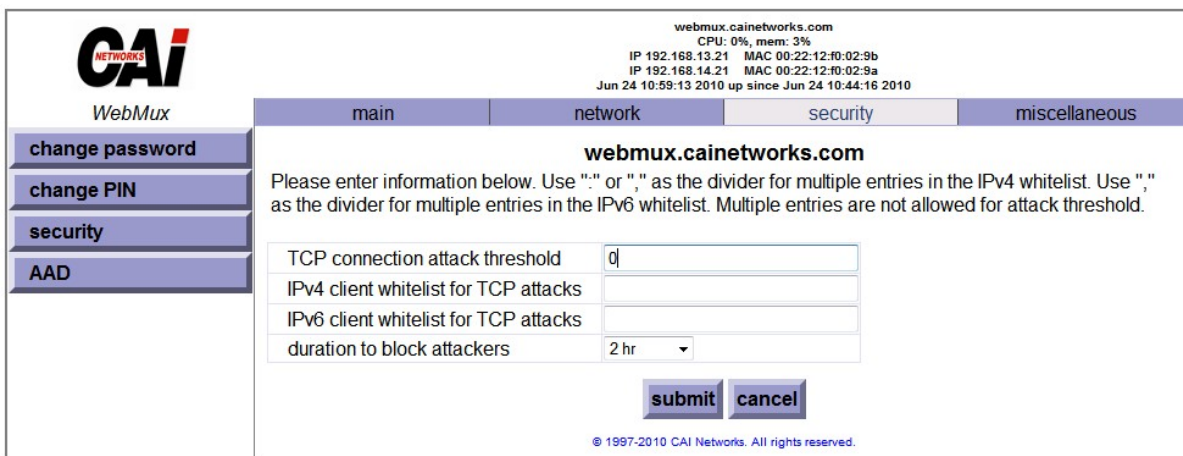 CAi
NETWORKS
WebMux
webmux.cainetworks.com
CPU: 0%, mem: 3%
IP 192.168.13.21 MAC 00:22:12:f0:02:9b
IP 192.168.14.21 MAC 00:22:12:f0:02:9a
Jun 24 10:59:13 2010 up since Jun 24 10:44:16 2010
main network security miscellaneous
change password
change PIN
security
AAD
webmux.cainetworks.com
Please enter information below. Use ":" or "," as the divider for multiple entries in the IPv4 whitelist. Use ","
as the divider for multiple entries in the IPv6 whitelist. Multiple entries are not allowed for attack threshold.
TCP connection attack threshold 0
IPv4 client whitelist for TCP attacks
IPv6 client whitelist for TCP attacks
duration to block attackers 2 hr
submit cancel
© 1997-2010 CAI Networks. All rights reserved.